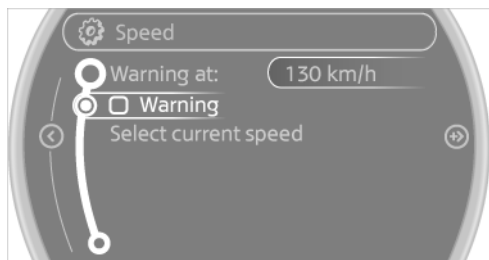 Speed
Warning at: 130 km/h
Warning
Select current speed